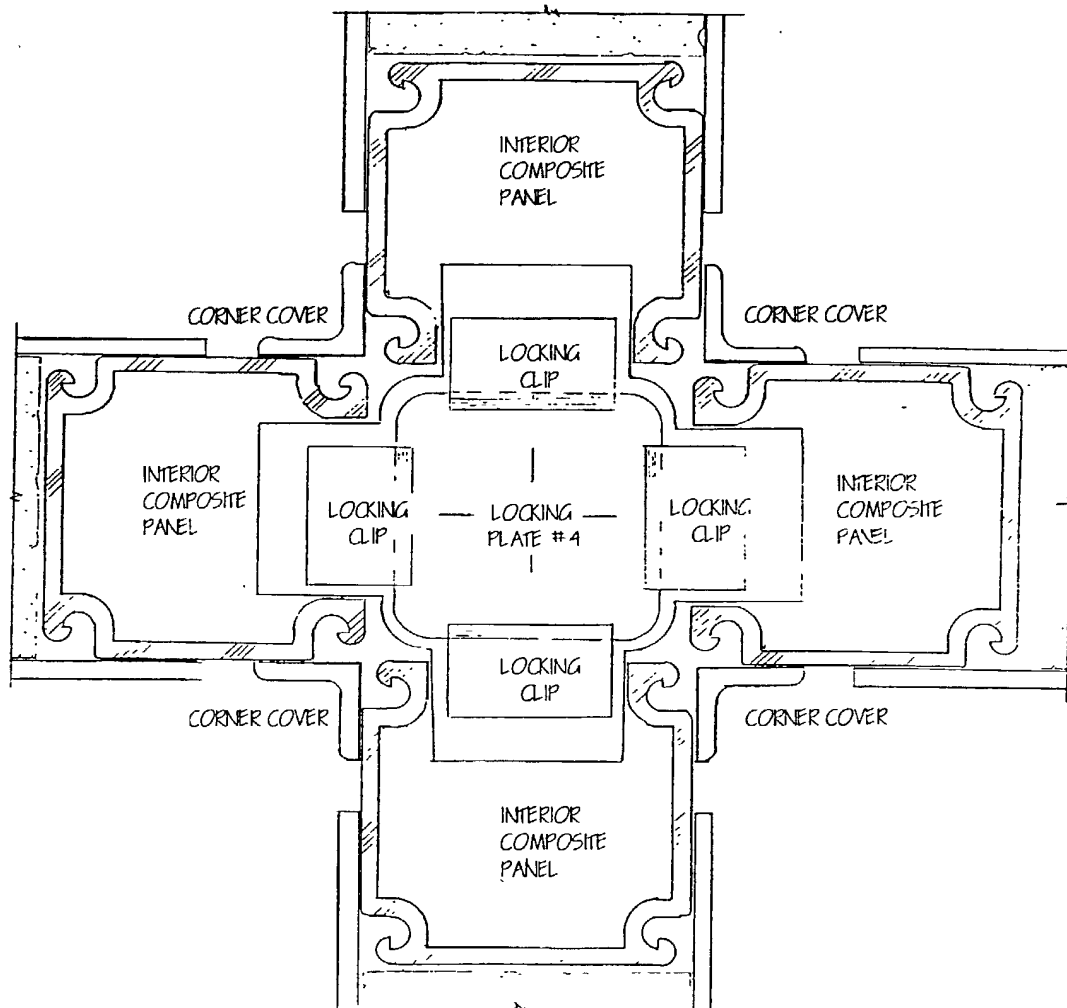 INTERIOR
COMPOSITE
PANEL
CORNER COVER
CORNER COVER
LOCKING
CLIP
INTERIOR
COMPOSITE
PANEL
LOCKING
CLIP
LOCKING
PLATE #4
LOCKING
CLIP
INTERIOR
COMPOSITE
PANEL
LOCKING
CLIP
CORNER COVER
CORNER COVER
INTERIOR
COMPOSITE
PANEL